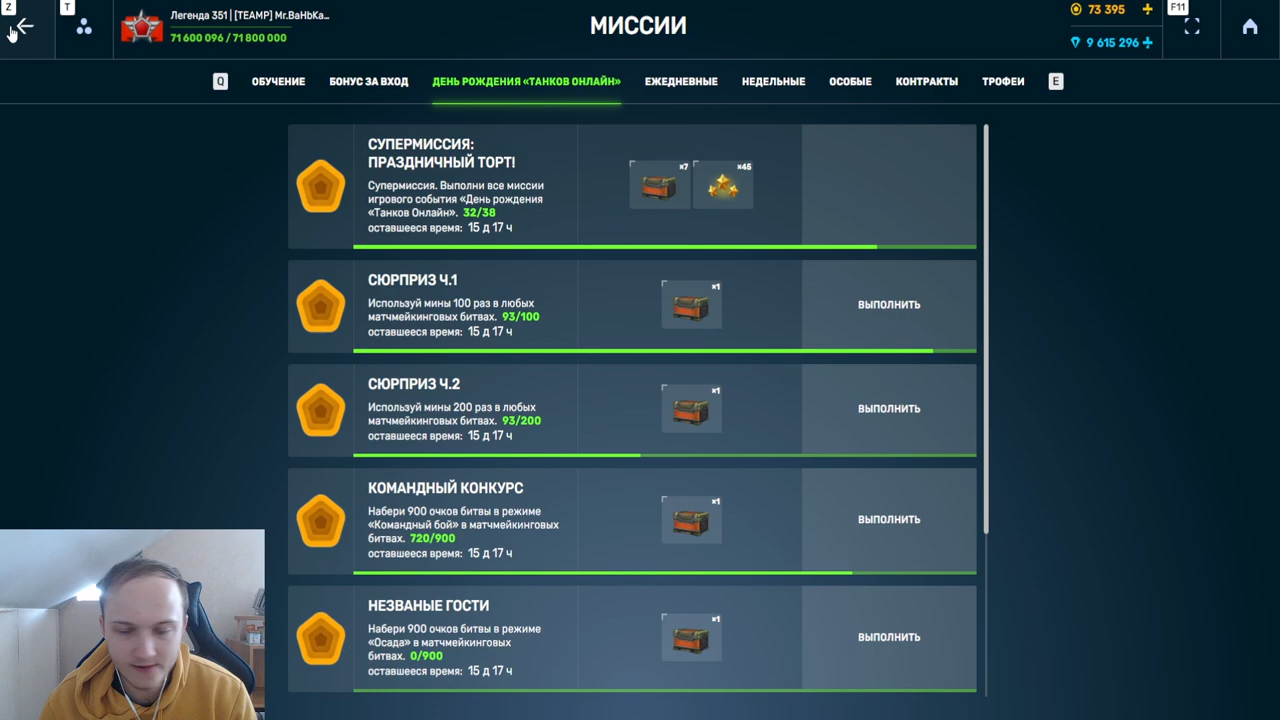 Z
T
Легенда 351 | [TEAMP] Mr.BaHbKa...
71 600 096 / 71 800 000
МИССИИ
73 395
9 615 296
F11
Q
ОБУЧЕНИЕ
БОНУС ЗА ВХОД
ДЕНЬ РОЖДЕНИЯ «ТАНКОВ ОНЛАЙН»
ЕЖЕДНЕВНЫЕ
НЕДЕЛЬНЫЕ
ОСОБЫЕ
КОНТРАКТЫ
ТРОФЕИ
E
СУПЕРМИССИЯ:
ПРАЗДНИЧНЫЙ ТОРТ!
Супермиссия. Выполни все миссии
игрового события «День рождения
«Танков Онлайн». 32/38
оставшееся время: 15 д 17 ч
×7
×45
СЮРПРИЗ Ч.1
Используй мины 100 раз в любых
матчмейкинговых битвах. 93/100
оставшееся время: 15 д 17 ч
×1
ВЫПОЛНИТЬ
СЮРПРИЗ Ч.2
Используй мины 200 раз в любых
матчмейкинговых битвах. 93/200
оставшееся время: 15 д 17 ч
×1
ВЫПОЛНИТЬ
КОМАНДНЫЙ КОНКУРС
Набери 900 очков битвы в режиме
«Командный бой» в матчмейкинговых
битвах. 720/900
оставшееся время: 15 д 17 ч
×1
ВЫПОЛНИТЬ
НЕЗВАНЫЕ ГОСТИ
Набери 900 очков битвы в режиме
«Осада» в матчмейкинговых
битвах. 0/900
оставшееся время: 15 д 17 ч
×1
ВЫПОЛНИТЬ